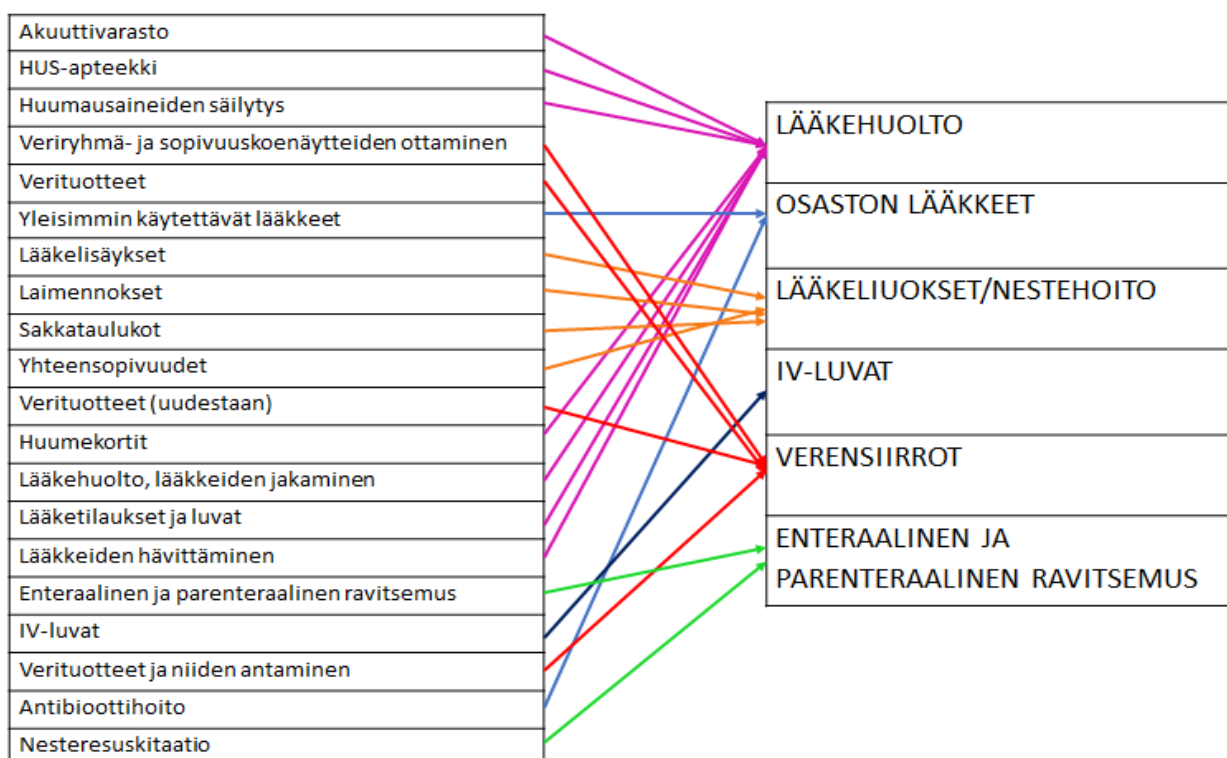 Akuuttivarasto
HUS-apteekki
Huumausaineiden säilytys
Veriryhmä- ja sopivuuskoenäytteiden ottaminen
Verituotteet
Yleisimmin käytettävät lääkkeet
Lääkelisäykset
Laimennokset
Sakkataulukot
Yhteensopivuudet
Verituotteet (uudestaan)
Huumekortit
Lääkehuolto, lääkkeiden jakaminen
Lääketilaukset ja luvat
Lääkkeiden hävittäminen
Enteraalinen ja parenteraalinen ravitsemus
IV-luvat
Verituotteet ja niiden antaminen
Antibioottihoito
Nesteresuskitaatio
LÄÄKEHUOLTO
OSASTON LÄÄKKEET
LÄÄKELIUOKSET/NESTEHOITO
IV-LUVAT
VERENSIIRROT
ENTERAALINEN JA
PARENTERAALINEN RAVITSEMUS